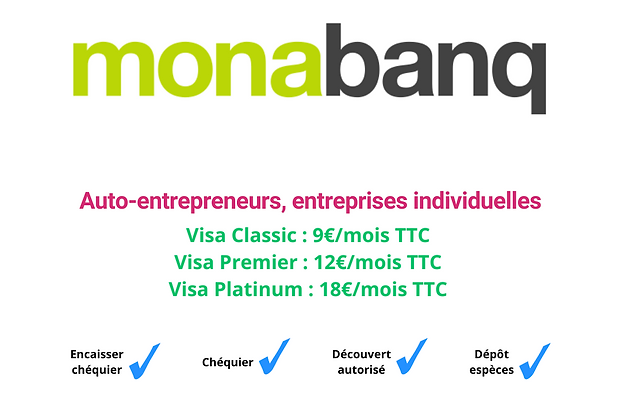 monabanq
Auto-entrepreneurs, entreprises individuelles
Visa Classic : 9€/mois TTC
Visa Premier : 12€/mois TTC
Visa Platinum : 18€/mois TTC
Encaisser
chéquier
Chéquier
Découvert
autorisé
Dépôt
espèces